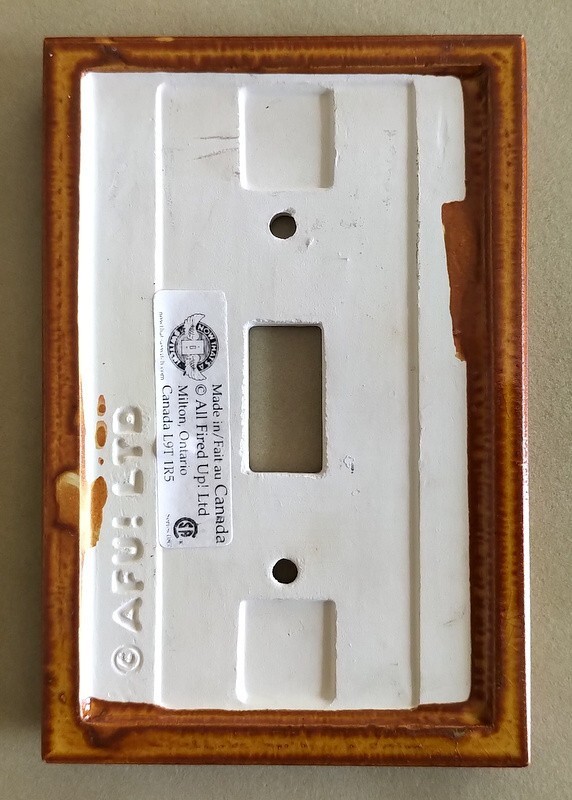 Made in/Fait au Canada
© All Fired Up! Ltd
Milton, Ontario
Canada L9T 1R5
© AFU! LTD